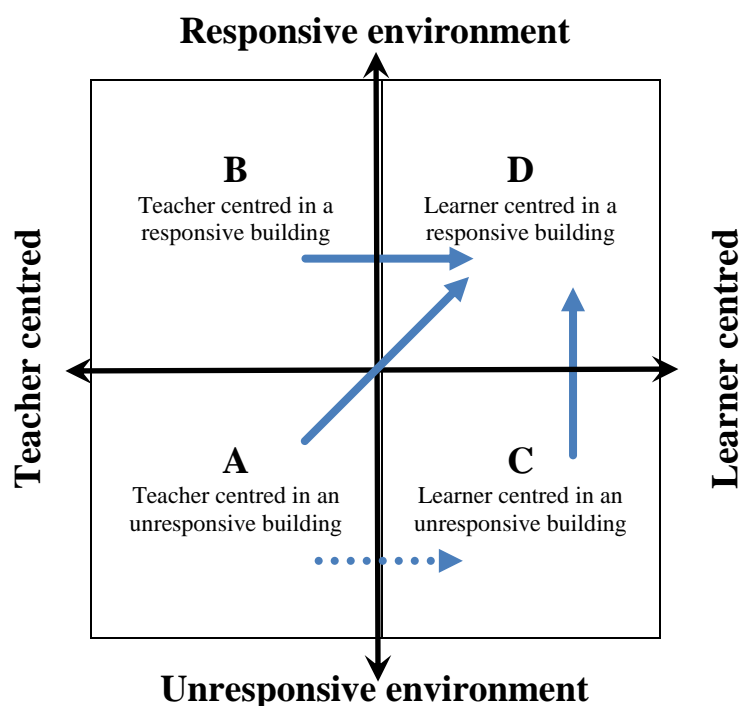 Responsive environment
B
Teacher centred in a
responsive building
D
Learner centred in a
responsive building
Teacher centred
Learner centred
A
Teacher centred in an
unresponsive building
C
Learner centred in an
unresponsive building
Unresponsive environment